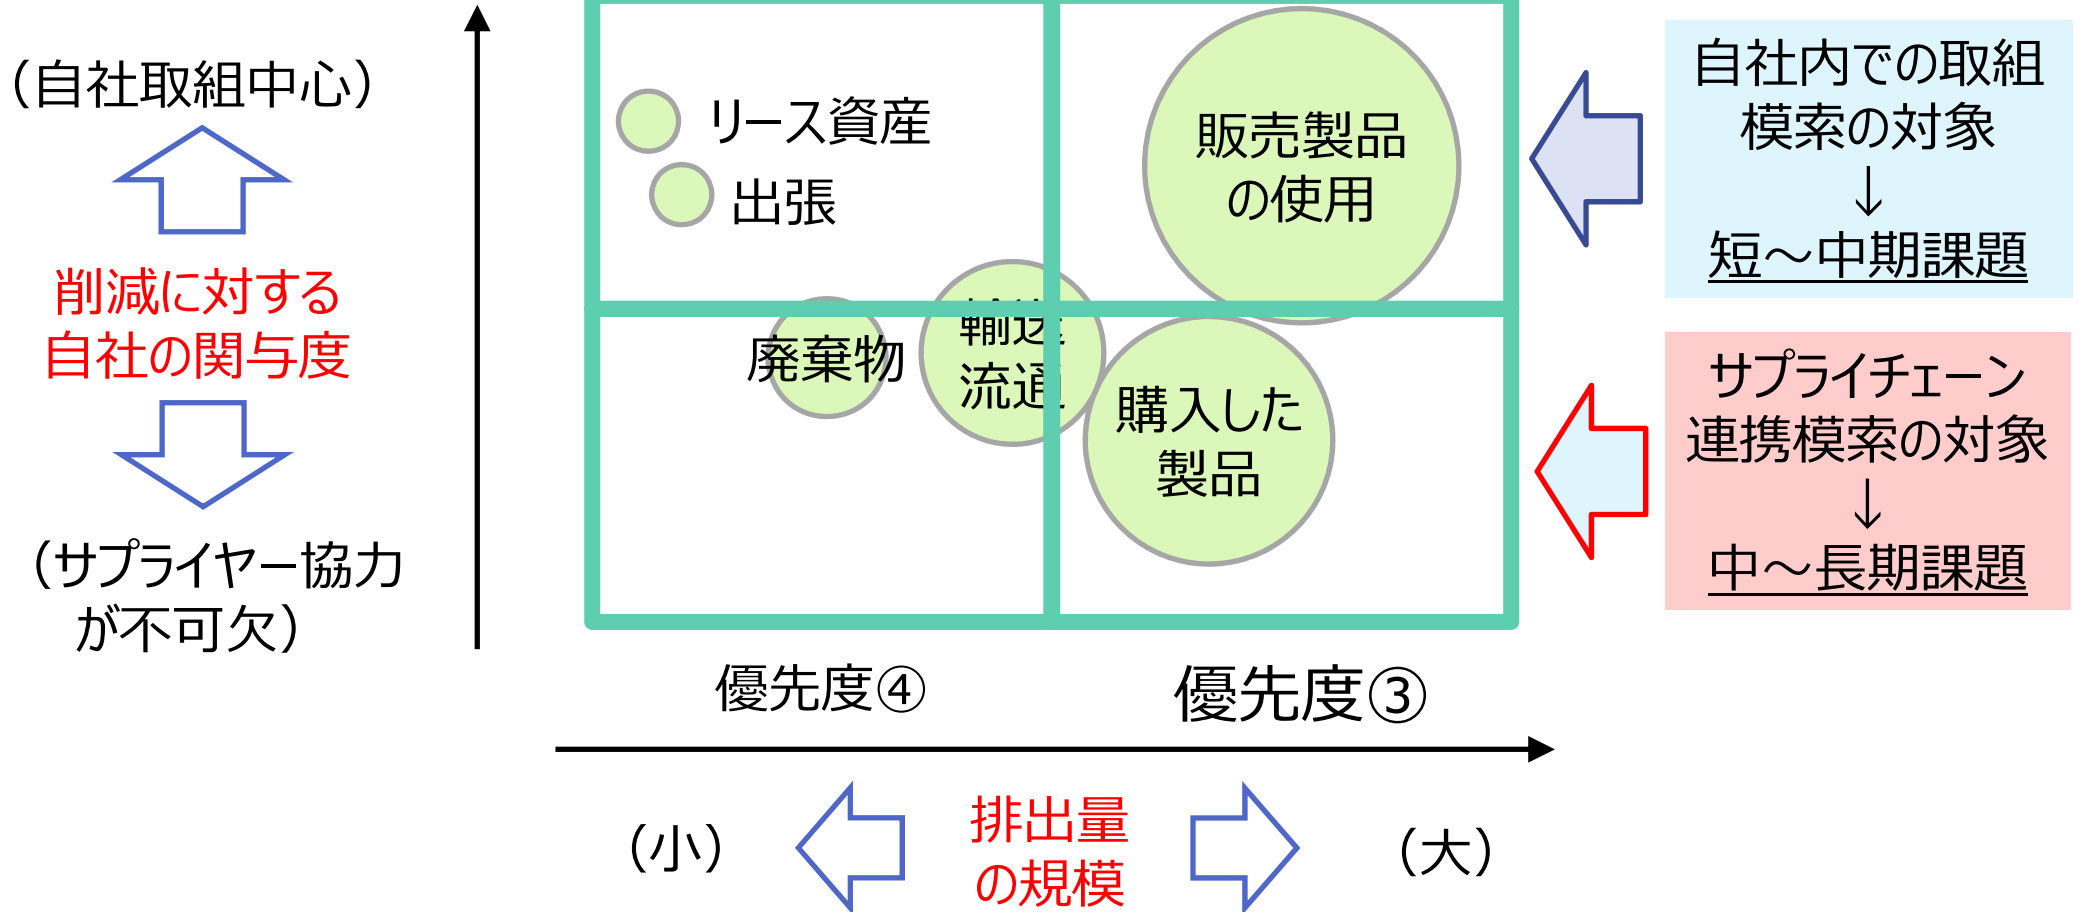 （自社取組中心）
削減に対する
自社の関与度
（サプライヤー協力
が不可欠）
リース資産
出張
販売製品
の使用
廃棄物
輸送
流通
購入した
製品
自社内での取組
模索の対象
↓
短～中期課題
サプライチェーン
連携模索の対象
↓
中～長期課題
優先度④
優先度③
（小）
排出量
の規模
（大）